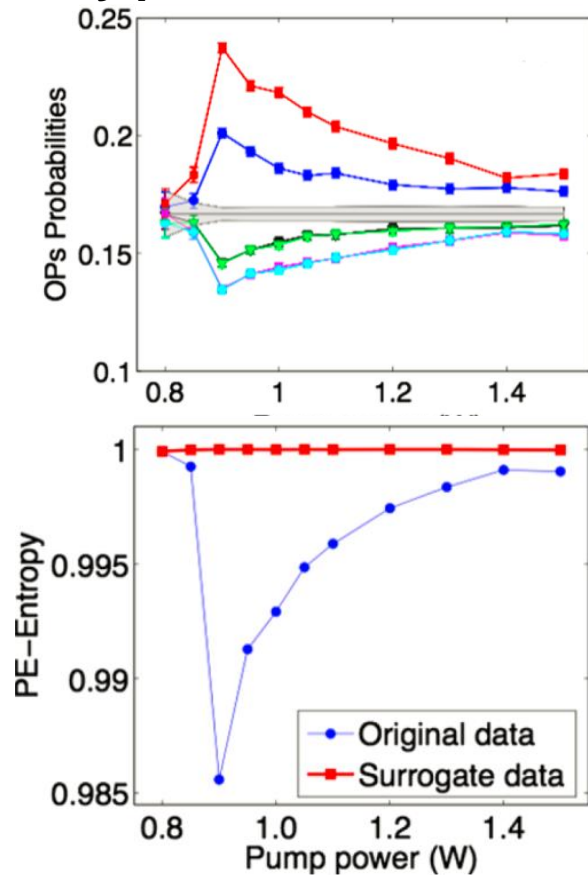 0.25
0.2
0.15
0.1
OPs Probabilities
0.8 1 1.2 1.4
1
0.995
0.99
0.985
PE-Entropy
Original data
Surrogate data
0.8 1.0 1.2 1.4
Pump power (W)